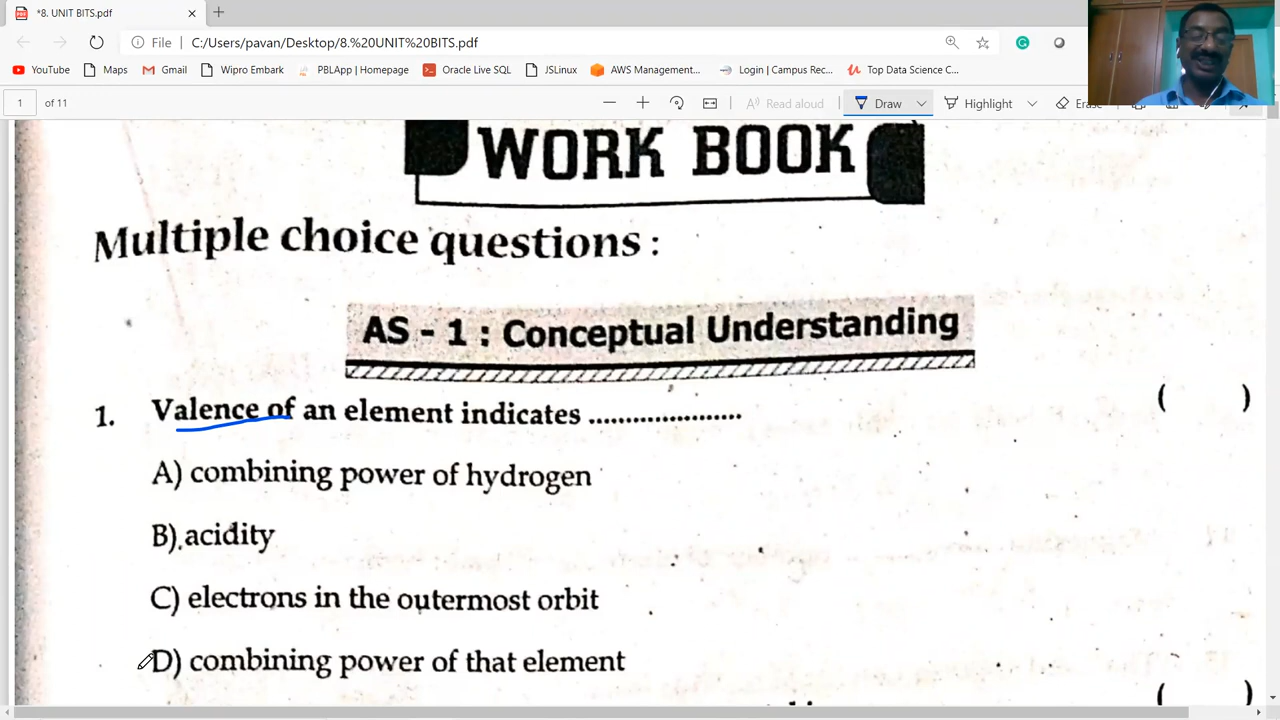 *8. UNIT BITS.pdf
File C:/Users/pavan/Desktop/8.%20UNIT%20BITS.pdf
YouTube Maps Gmail Wipro Embark PBLApp | Homepage Oracle Live SQL JSLinux AWS Management... Login | Campus Rec... Top Data Science C...
1 of 11 Read aloud Draw Highlight Erase
WORK BOOK
Multiple choice questions :
AS - 1 : Conceptual Understanding
1. Valence of an element indicates ..................... ( )
A) combining power of hydrogen
B) acidity
C) electrons in the outermost orbit
D) combining power of that element
( )